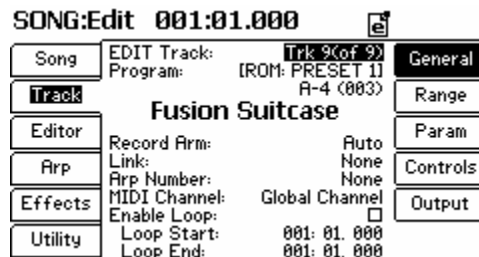 SONG:Edit 001:01.000 e
Song
Track
Editor
Arp
Effects
Utility
EDIT Track: Trk 9(of 9)
Program: [ROM: PRESET 1]
A-4 (003)
Fusion Suitcase
Record Arm: Auto
Link: None
Arp Number: None
MIDI Channel: Global Channel
Enable Loop:
Loop Start: 001: 01. 000
Loop End: 001: 01. 000
General
Range
Param
Controls
Output